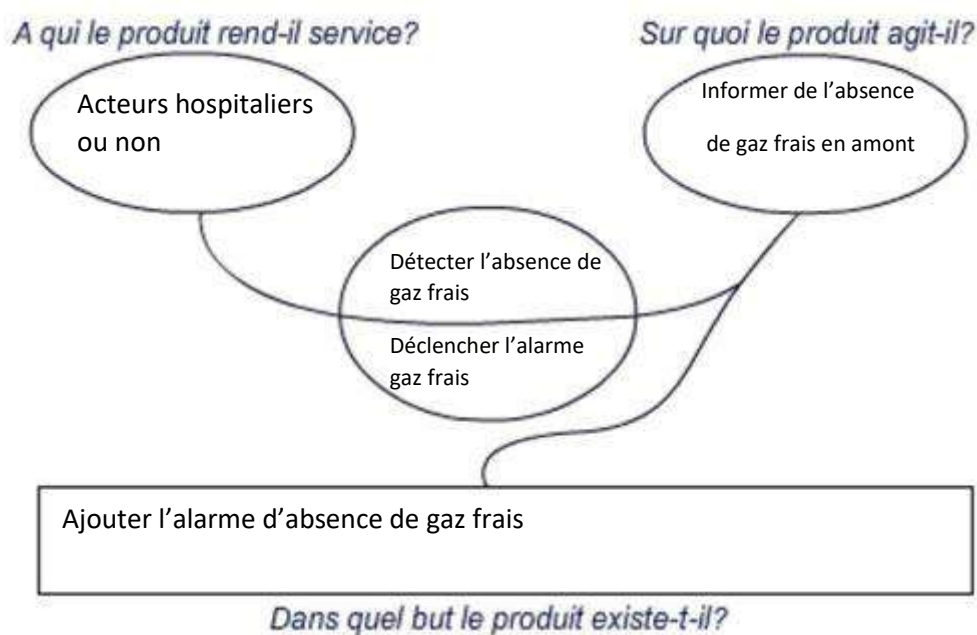 A qui le produit rend-il service?
Sur quoi le produit agit-il?
Acteurs hospitaliers
ou non
Informer de l’absence
de gaz frais en amont
Détecter l’absence de
gaz frais
Déclencher l’alarme
gaz frais
Ajouter l’alarme d’absence de gaz frais
Dans quel but le produit existe-t-il?